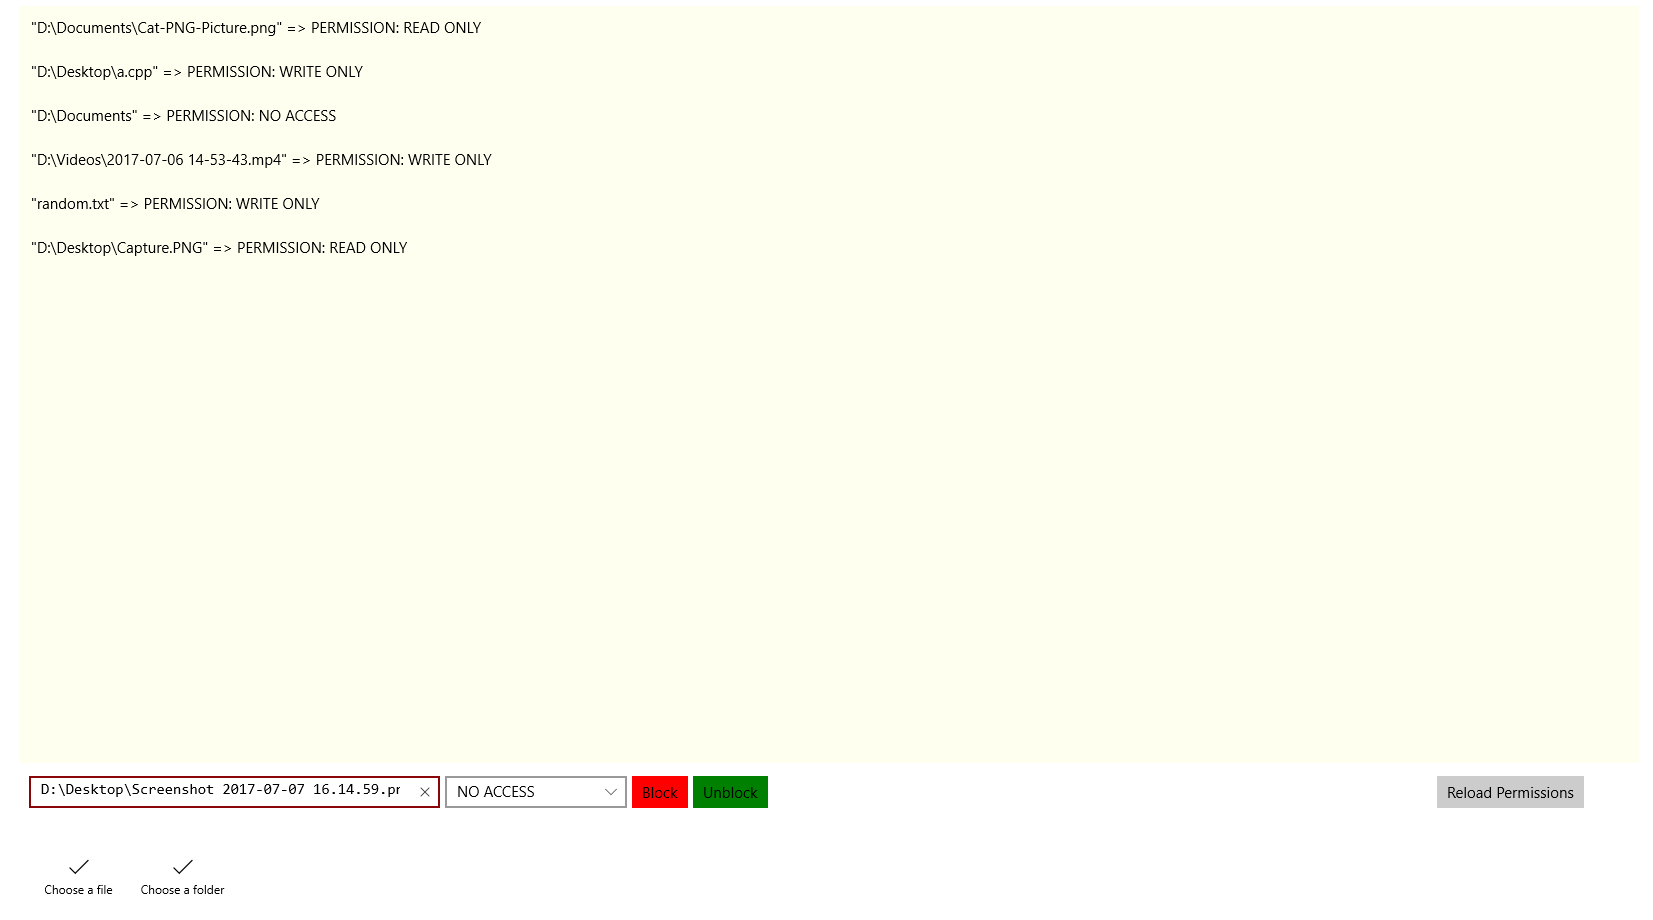 "D:\Documents\Cat-PNG-Picture.png" => PERMISSION: READ ONLY
"D:\Desktop\a.cpp" => PERMISSION: WRITE ONLY
"D:\Documents" => PERMISSION: NO ACCESS
"D:\Videos\2017-07-06 14-53-43.mp4" => PERMISSION: WRITE ONLY
"random.txt" => PERMISSION: WRITE ONLY
"D:\Desktop\Capture.PNG" => PERMISSION: READ ONLY
D:\Desktop\Screenshot 2017-07-07 16.14.59.pr NO ACCESS Block Unblock Reload Permissions
Choose a file Choose a folder